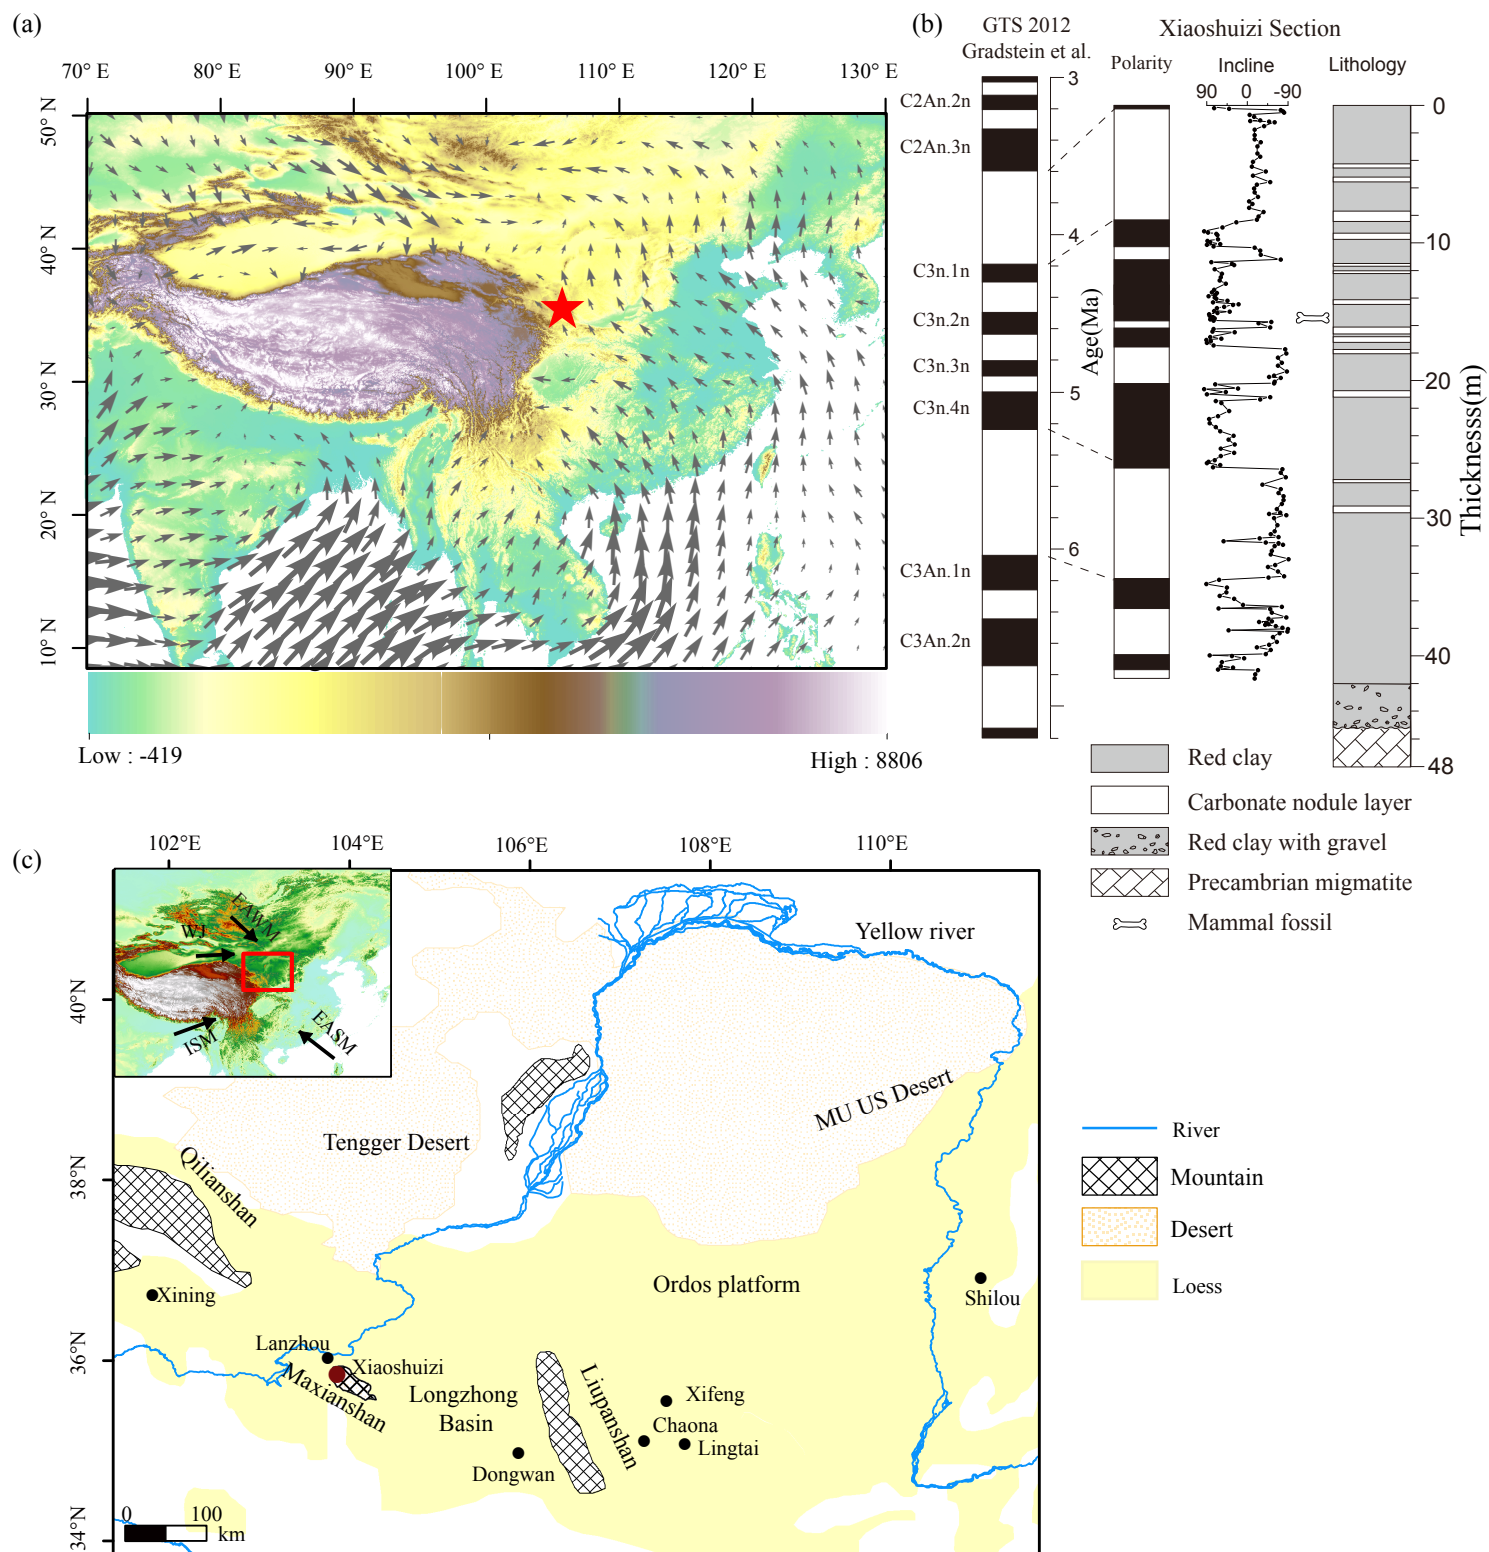 (a)
70° E 80° E 90° E 100° E 110° E 120° E 130° E
50° N
40° N
30° N
20° N
10° N
Low : -419
High : 8806
(b)
GTS 2012
Gradstein et al.
Xiaoshuizi Section
Polarity
Incline
Lithology
90 0 -90
C2An.2n
C2An.3n
C3n.1n
C3n.2n
C3n.3n
C3n.4n
C3An.1n
C3An.2n
3
4
5
6
Age(Ma)
0
10
20
30
40
48
Thicknesss(m)
Red clay
Carbonate nodule layer
Red clay with gravel
Precambrian migmatite
Mammal fossil
(c)
102°E 104°E 106°E 108°E 110°E
40°N
38°N
36°N
34°N
EAWM
WJ
ISM
EASM
Yellow river
MU US Desert
Tengger Desert
Qilianshan
Xining
Ordos platform
Shilou
Lanzhou
Xiaoshuizi
Maxianshan
Longzhong
Basin
Liupanshan
Xifeng
Chaona
Lingtai
Dongwan
0 100
km
River
Mountain
Desert
Loess